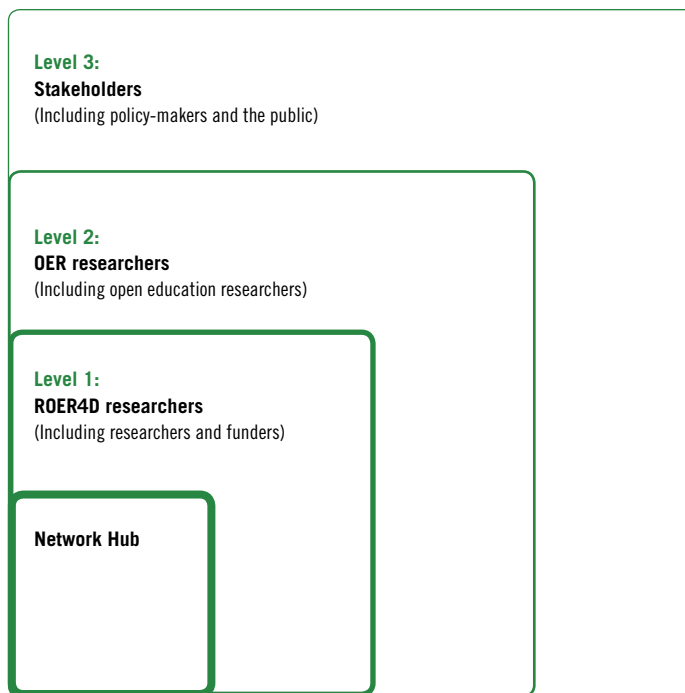 Level 3:
Stakeholders
(Including policy-makers and the public)
Level 2:
OER researchers
(Including open education researchers)
Level 1:
ROER4D researchers
(Including researchers and funders)
Network Hub